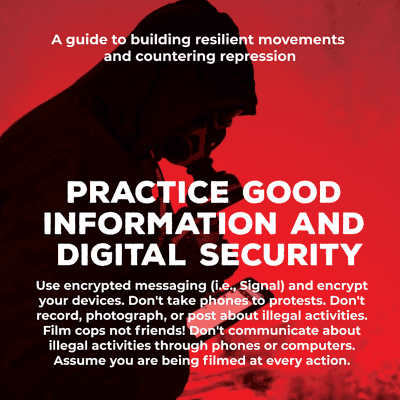 A guide to building resilient movements
and countering repression
PRACTICE GOOD
INFORMATION AND
DIGITAL SECURITY
Use encrypted messaging (i.e., Signal) and encrypt
your devices. Don't take phones to protests. Don't
record, photograph, or post about illegal activities.
Film cops not friends! Don't communicate about
illegal activities through phones or computers.
Assume you are being filmed at every action.